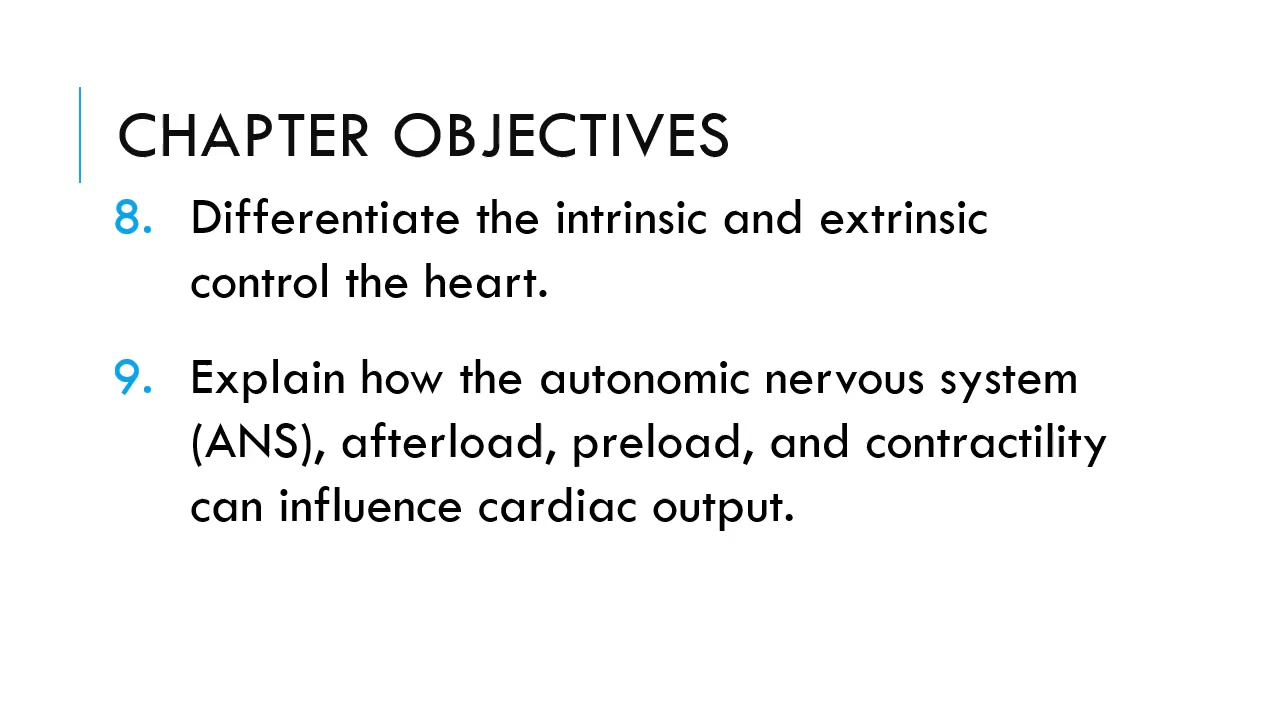 CHAPTER OBJECTIVES
8. Differentiate the intrinsic and extrinsic
control the heart.
9. Explain how the autonomic nervous system
(ANS), afterload, preload, and contractility
can influence cardiac output.